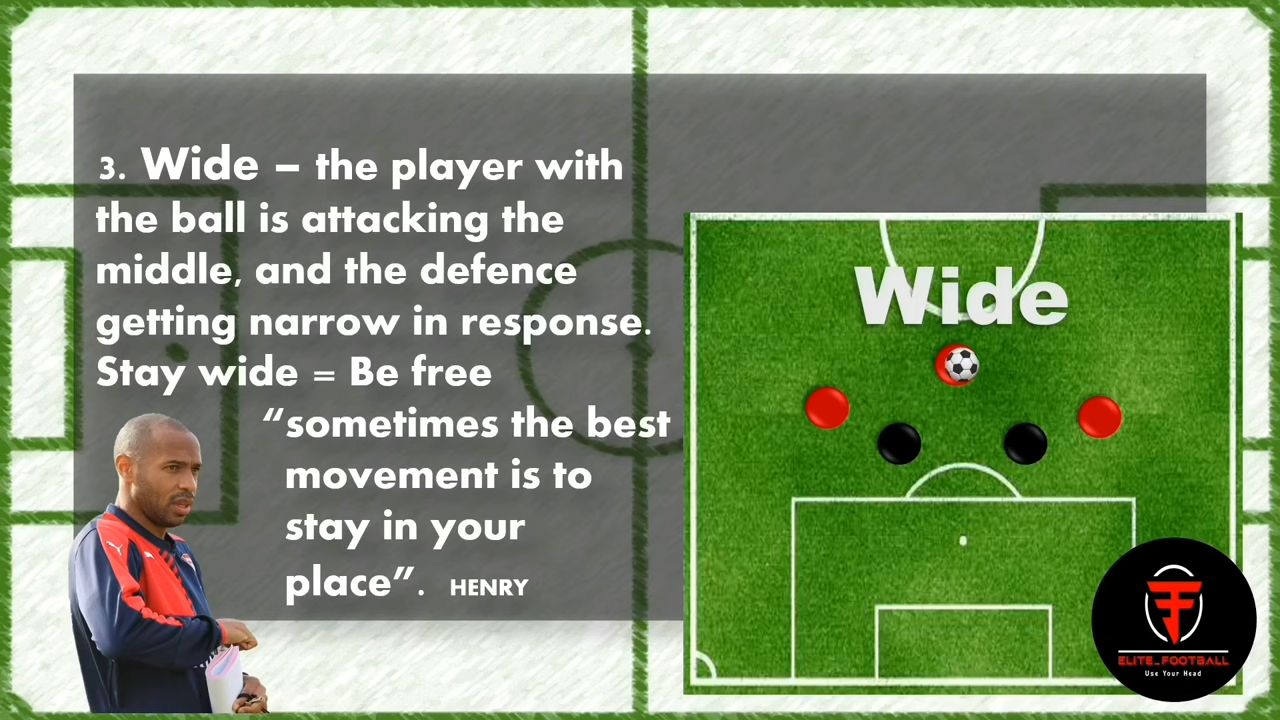 3. Wide – the player with
the ball is attacking the
middle, and the defence
getting narrow in response.
Stay wide = Be free
“sometimes the best
movement is to
stay in your
place”. HENRY
Wide
ELITE_FOOTBALL
Use Your Head